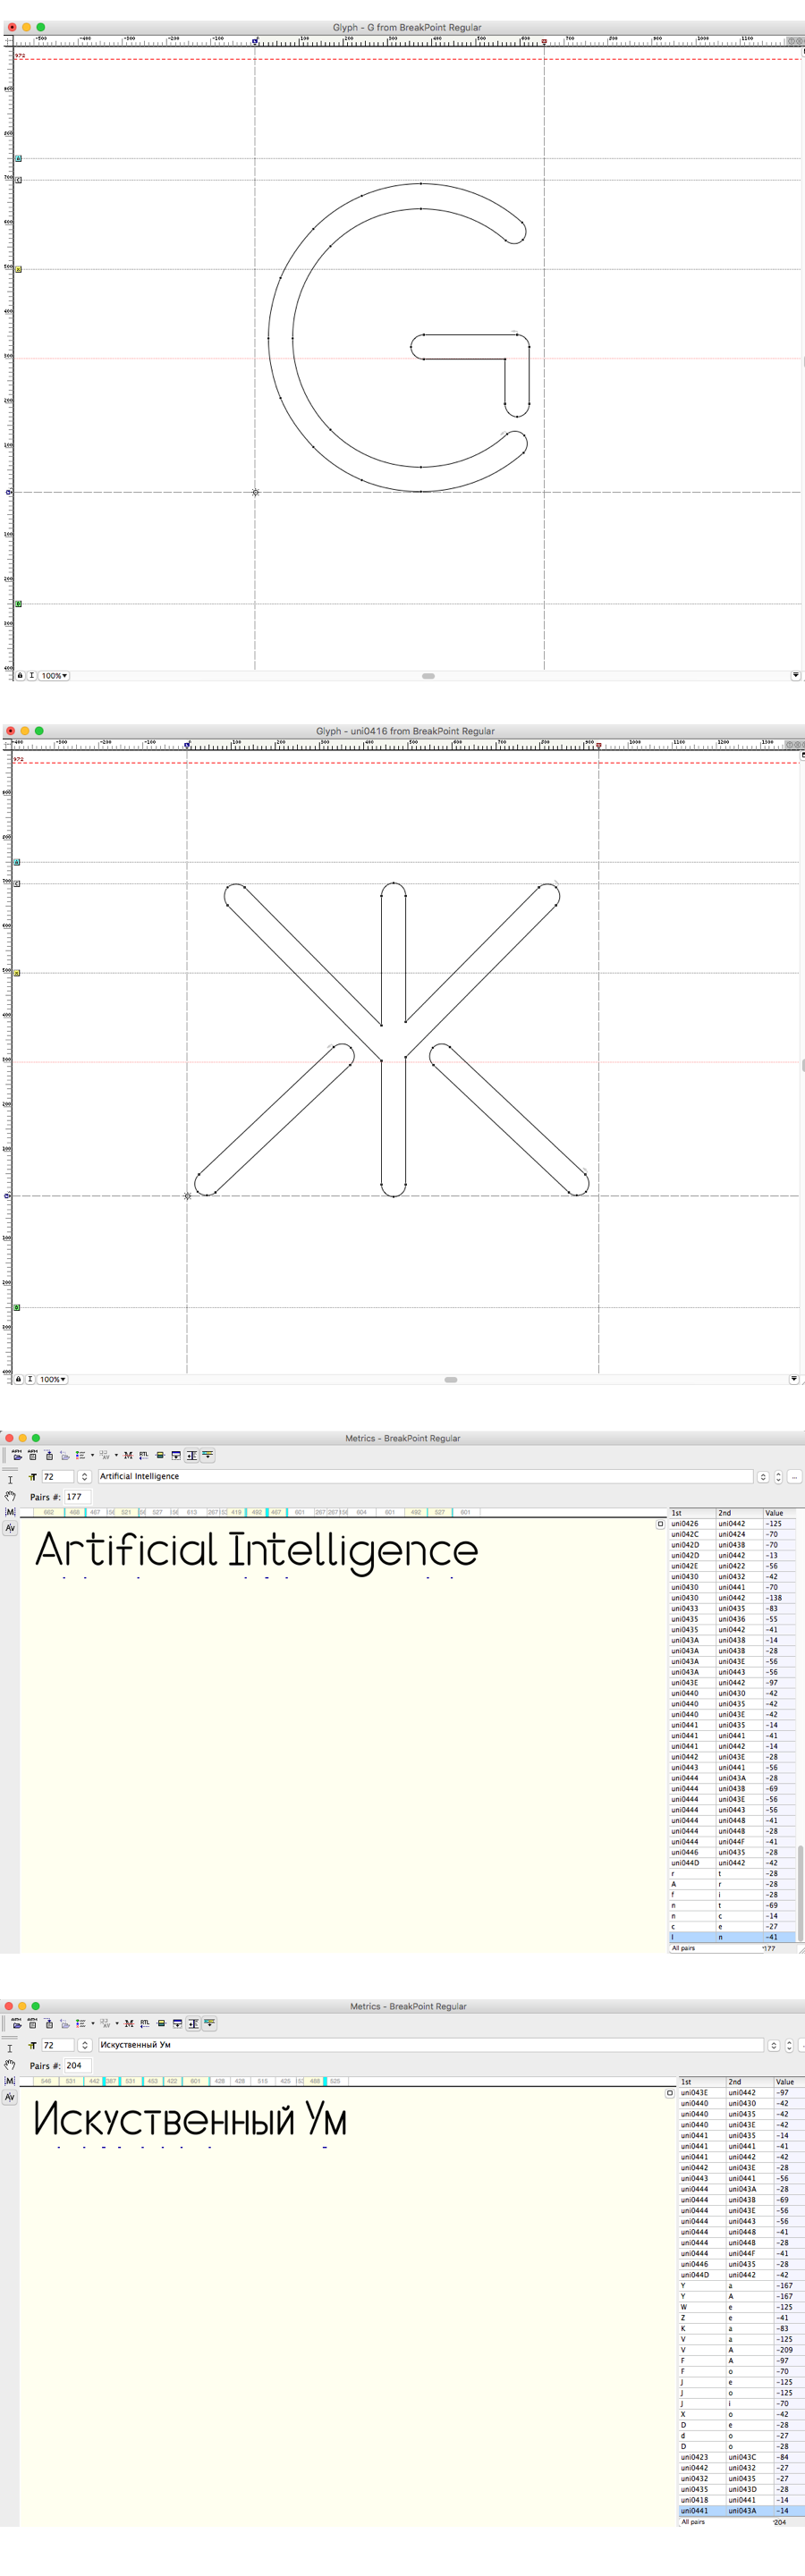 Glyph - G from BreakPoint Regular
972
100%
Glyph - uni0416 from BreakPoint Regular
972
100%
Metrics - BreakPoint Regular
72 Artificial Intelligence
Pairs #: 177
1st 2nd Value
Artificial Intelligence
uni0426 uni0442 -125
uni042C uni0424 -70
uni042D uni043B -70
uni042D uni0442 -13
uni042E uni0422 -56
uni0430 uni0432 -42
uni0430 uni0441 -70
uni0430 uni0442 -138
uni0433 uni0435 -83
uni0435 uni0436 -55
uni0435 uni0442 -41
uni043A uni043B -14
uni043A uni043B -28
uni043A uni043E -56
uni043A uni0443 -56
uni043E uni0442 -97
uni0440 uni0430 -42
uni0440 uni0435 -42
uni0440 uni043E -42
uni0441 uni0435 -14
uni0441 uni0441 -41
uni0441 uni0442 -14
uni0442 uni043E -28
uni0443 uni0441 -56
uni0444 uni043A -28
uni0444 uni043B -69
uni0444 uni043E -56
uni0444 uni0443 -56
uni0444 uni0448 -41
uni0444 uni044B -28
uni0444 uni044F -41
uni0446 uni0435 -28
uni044D uni0442 -42
r t -28
A r -28
f i -28
n t -69
n c -14
c e -27
I n -41
All pairs 177
Metrics - BreakPoint Regular
72 Искуственный Ум
Pairs #: 204
1st 2nd Value
Искуственный Ум
uni043E uni0442 -97
uni0440 uni0430 -42
uni0440 uni0435 -42
uni0440 uni043E -42
uni0441 uni0435 -14
uni0441 uni0441 -41
uni0441 uni0442 -42
uni0442 uni043E -28
uni0443 uni0441 -56
uni0444 uni043A -28
uni0444 uni043B -69
uni0444 uni043E -56
uni0444 uni0443 -56
uni0444 uni0448 -41
uni0444 uni044B -28
uni0444 uni044F -41
uni0446 uni0435 -28
uni044D uni0442 -42
Y a -167
Y A -167
W e -125
Z e -41
K a -83
V a -125
V A -209
F A -97
F o -70
J e -125
J o -125
J i -70
X o -42
D e -28
d o -27
D o -28
uni0423 uni043C -84
uni0442 uni0432 -27
uni0432 uni0435 -27
uni0435 uni043D -28
uni0418 uni0441 -14
uni0441 uni043A -14
All pairs 204